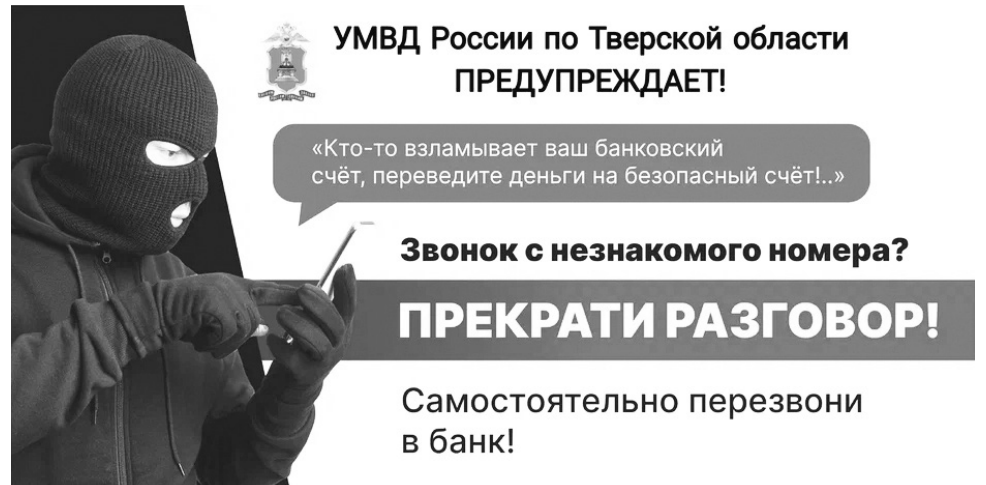 УМВД России по Тверской области
ПРЕДУПРЕЖДАЕТ!
«Кто-то взламывает ваш банковский
счёт, переведите деньги на безопасный счёт!..»
Звонок с незнакомого номера?
ПРЕКРАТИ РАЗГОВОР!
Самостоятельно перезвони
в банк!